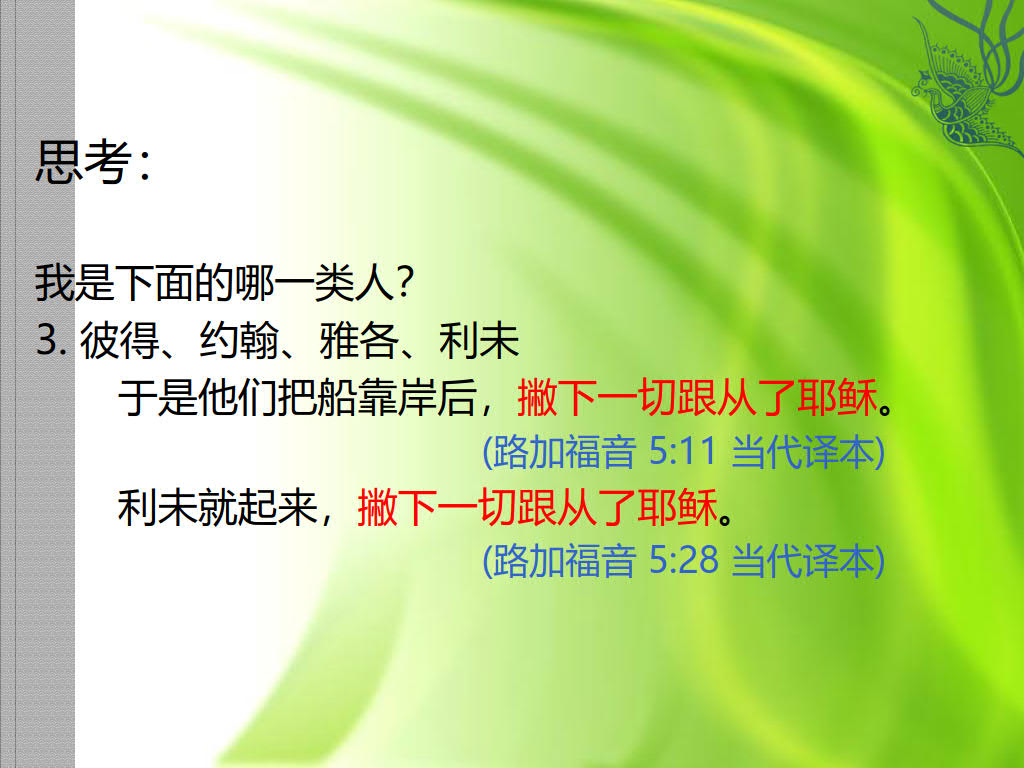 思考：
我是下面的哪一类人？
3. 彼得、约翰、雅各、利未
于是他们把船靠岸后，撇下一切跟从了耶稣。
(路加福音 5:11 当代译本)
利未就起来，撇下一切跟从了耶稣。
(路加福音 5:28 当代译本)